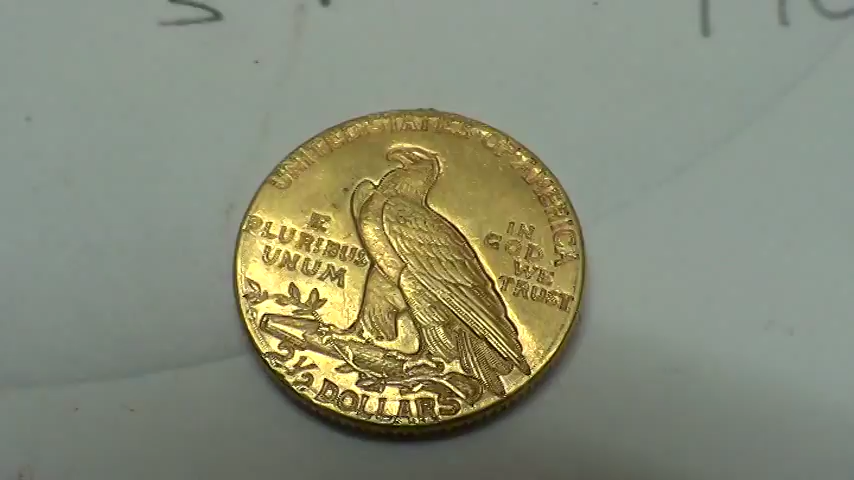 UNITED·STATES·OF·AMERICA
E
PLURIBUS
UNUM
IN
GOD
WE
TRUST
2½ DOLLARS